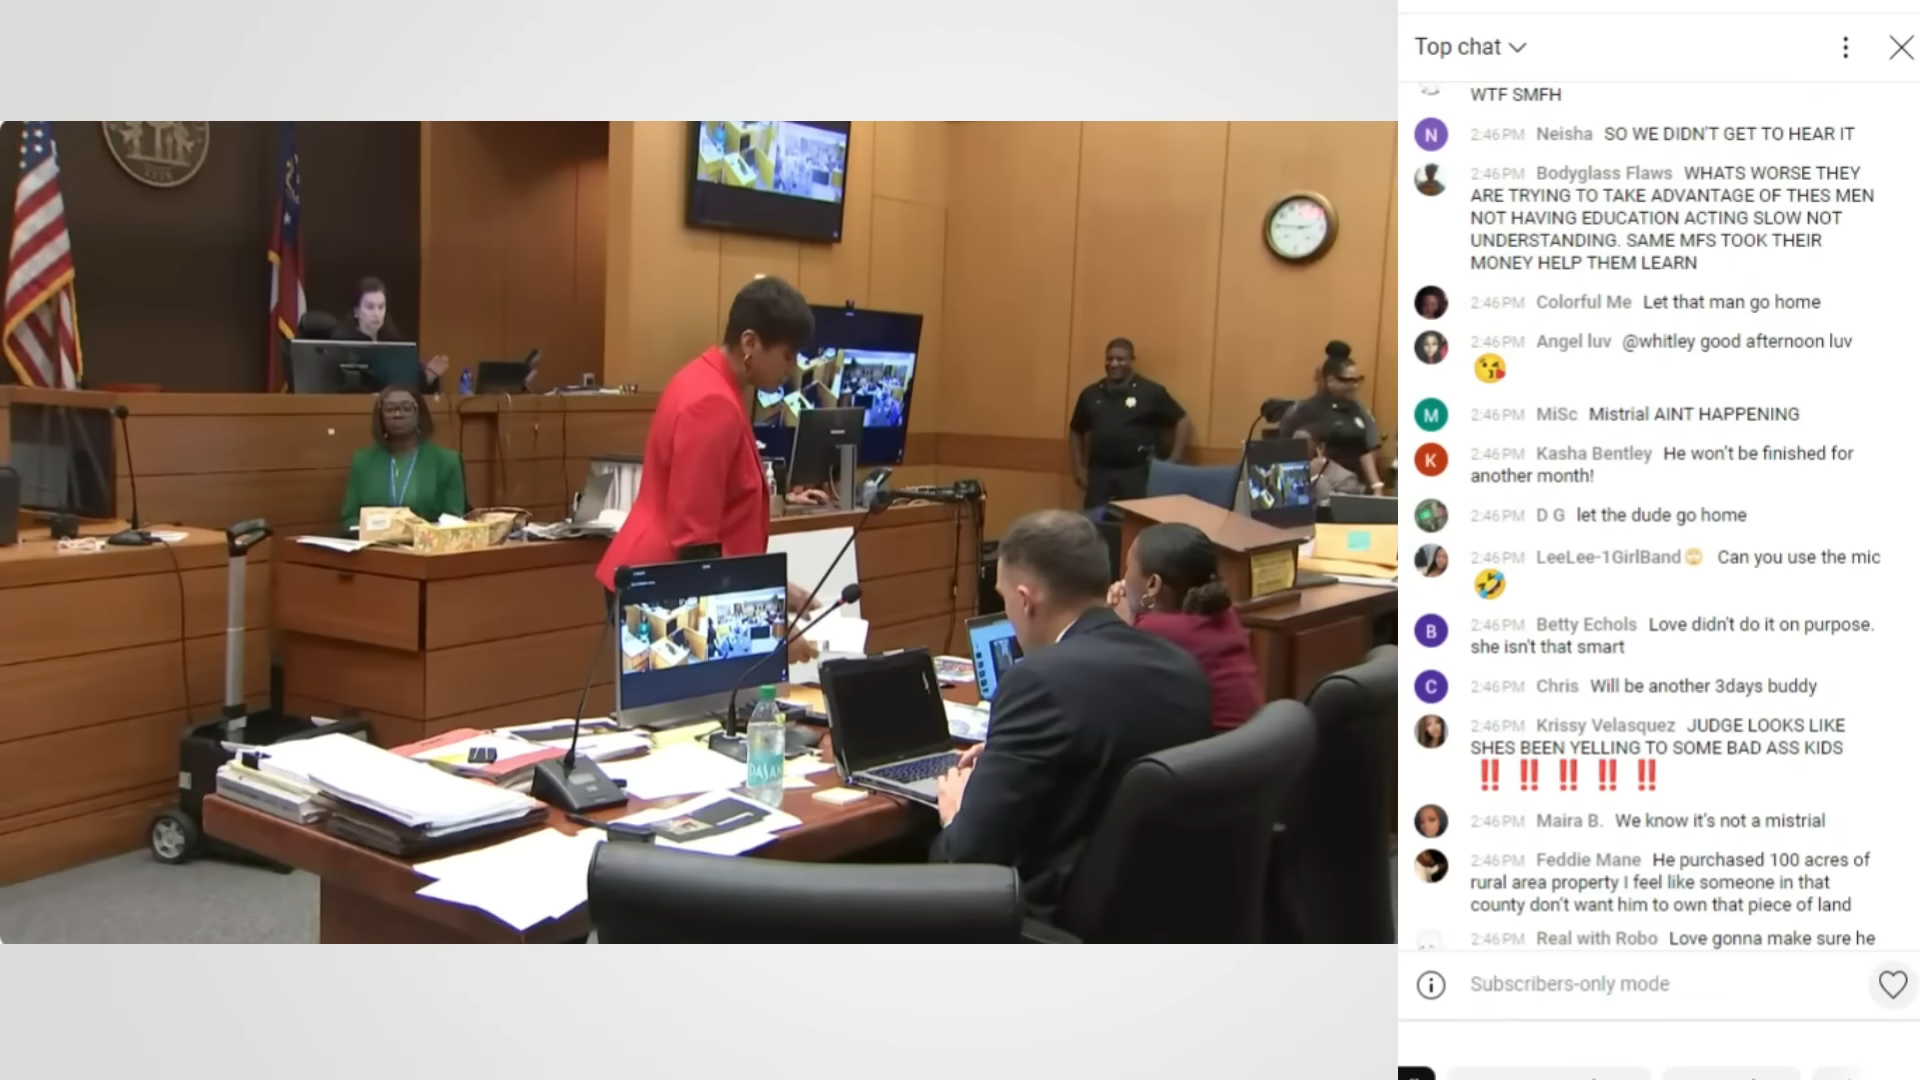 Top chat
WTF SMFH
N 2:46 PM Neisha SO WE DIDN'T GET TO HEAR IT
2:46 PM Bodyglass Flaws WHATS WORSE THEY
ARE TRYING TO TAKE ADVANTAGE OF THES MEN
NOT HAVING EDUCATION ACTING SLOW NOT
UNDERSTANDING. SAME MFS TOOK THEIR
MONEY HELP THEM LEARN
2:46 PM Colorful Me Let that man go home
2:46 PM Angel luv @whitley good afternoon luv
😘
M 2:46 PM MiSc Mistrial AINT HAPPENING
K 2:46 PM Kasha Bentley He won't be finished for
another month!
2:46 PM D G let the dude go home
2:46 PM LeeLee-1GirlBand Can you use the mic
🤣
B 2:46 PM Betty Echols Love didn't do it on purpose.
she isn't that smart
C 2:46 PM Chris Will be another 3days buddy
2:46 PM Krissy Velasquez JUDGE LOOKS LIKE
SHES BEEN YELLING TO SOME BAD ASS KIDS
‼️ ‼️ ‼️ ‼️ ‼️
2:46 PM Maira B. We know it's not a mistrial
2:46 PM Feddie Mane He purchased 100 acres of
rural area property I feel like someone in that
county don't want him to own that piece of land
2:46 PM Real with Robo Love gonna make sure he
Subscribers-only mode
1776
DASANI